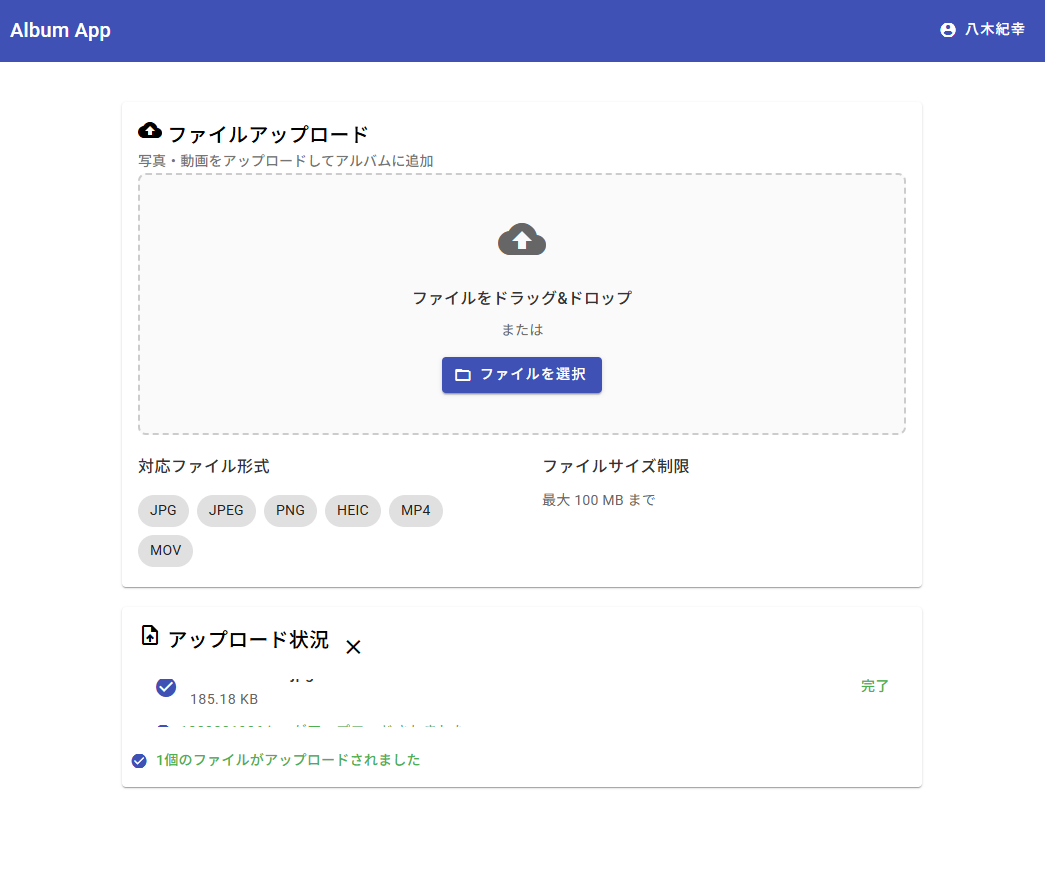 Album App
八木紀幸
ファイルアップロード
写真・動画をアップロードしてアルバムに追加
ファイルをドラッグ&ドロップ
または
ファイルを選択
対応ファイル形式
ファイルサイズ制限
JPG JPEG PNG HEIC MP4
最大 100 MB まで
MOV
アップロード状況
完了
185.18 KB
1個のファイルがアップロードされました